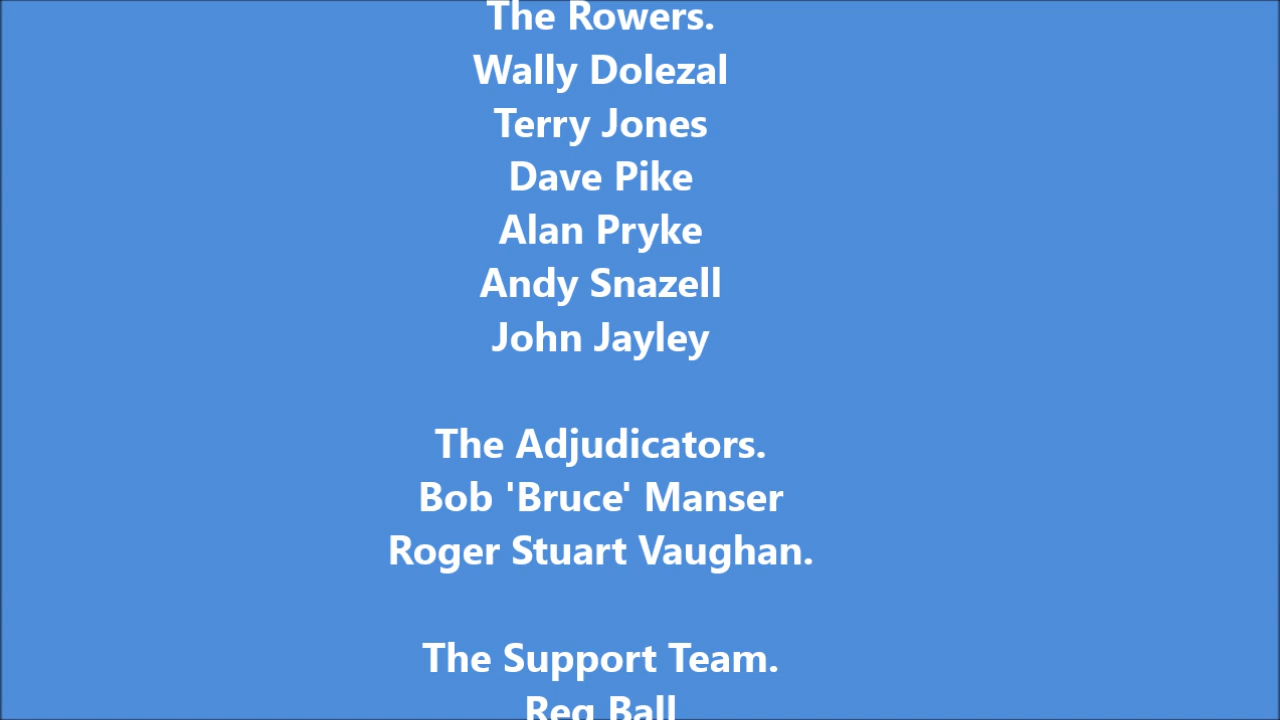 The Rowers.
Wally Dolezal
Terry Jones
Dave Pike
Alan Pryke
Andy Snazell
John Jayley
The Adjudicators.
Bob 'Bruce' Manser
Roger Stuart Vaughan.
The Support Team.
Reg Ball